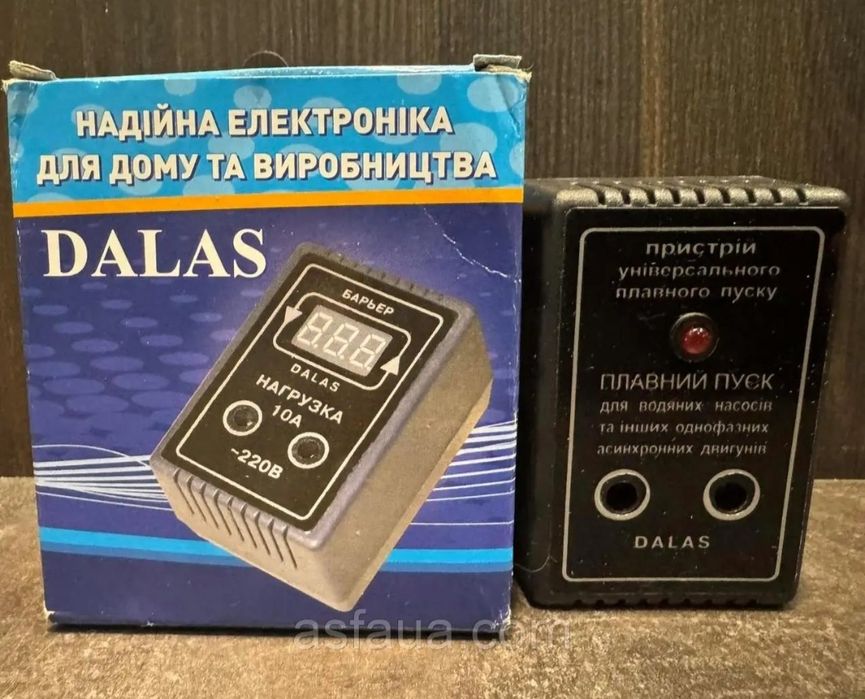 НАДІЙНА ЕЛЕКТРОНІКА
ДЛЯ ДОМУ ТА ВИРОБНИЦТВА
DALAS
БАРЬЕР
8.8.8
DALAS
НАГРУЗКА
10А
~220В
пристрій
універсального
плавного пуску
ПЛАВНИЙ ПУСК
для водяних насосів
та інших однофазних
асинхронних двигунів
DALAS
asfaua.com